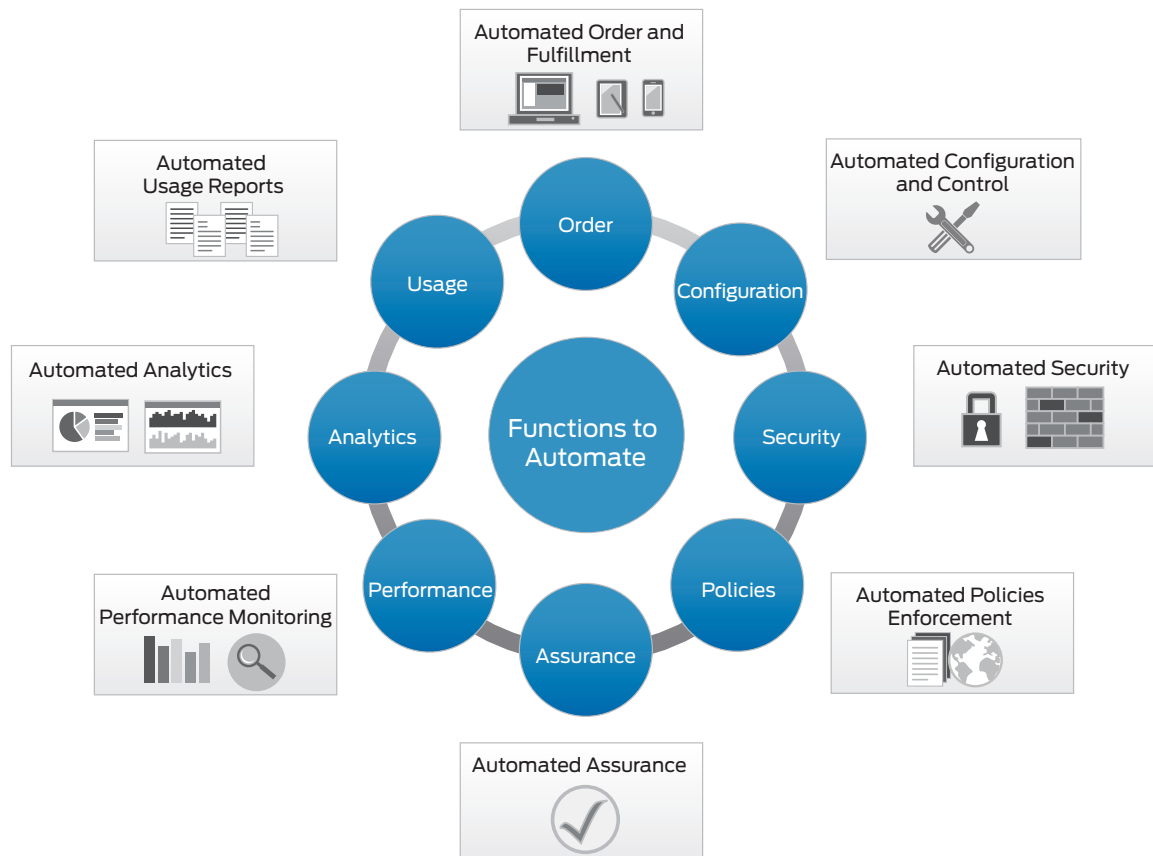 Automated Order and
Fulfillment
Automated
Usage Reports
Automated Configuration
and Control
Order
Usage
Configuration
Automated Analytics
Automated Security
Analytics
Functions to
Automate
Security
Automated
Performance Monitoring
Performance
Policies
Automated Policies
Enforcement
Assurance
Automated Assurance